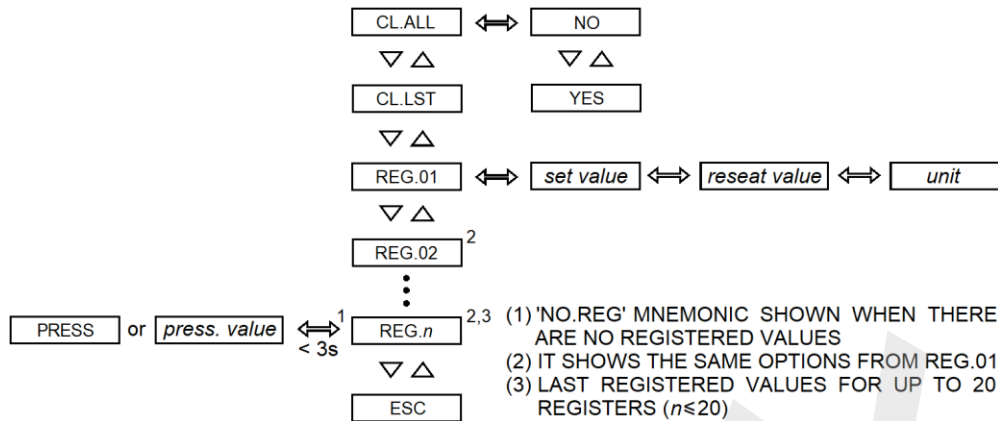 CL.ALL NO
CL.LST YES
REG.01 set value reseat value unit
REG.02 2
PRESS or press. value < 3s 1 REG.n 2,3
ESC
(1) 'NO.REG' MNEMONIC SHOWN WHEN THERE
ARE NO REGISTERED VALUES
(2) IT SHOWS THE SAME OPTIONS FROM REG.01
(3) LAST REGISTERED VALUES FOR UP TO 20
REGISTERS (n≤20)